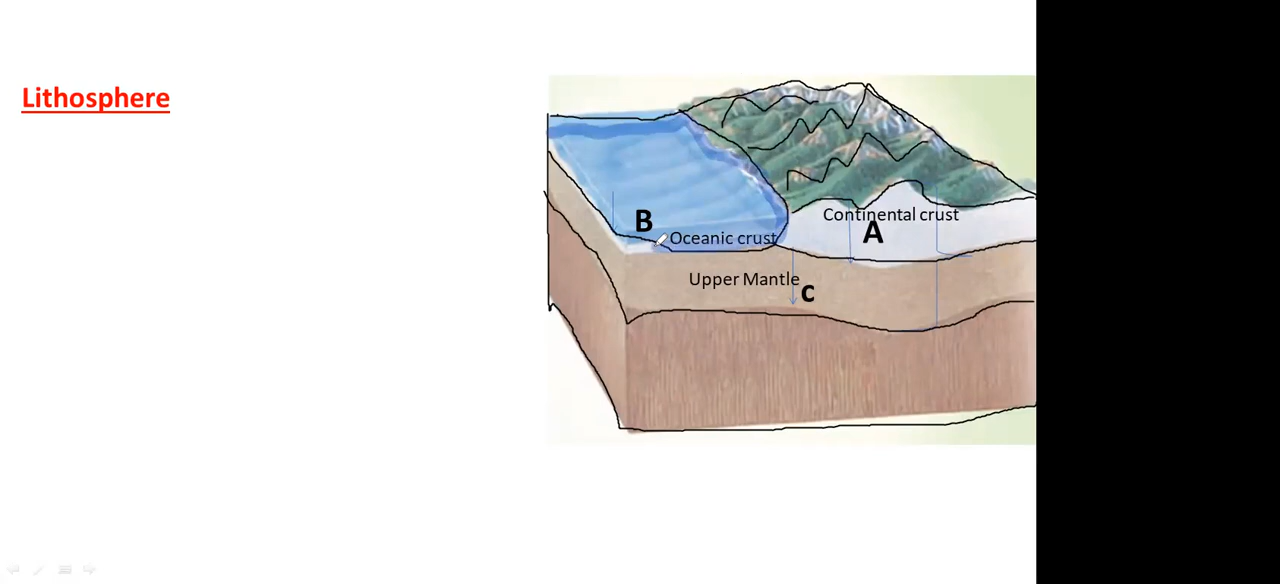 Lithosphere
Continental crust
A
B
Oceanic crust
Upper Mantle
c